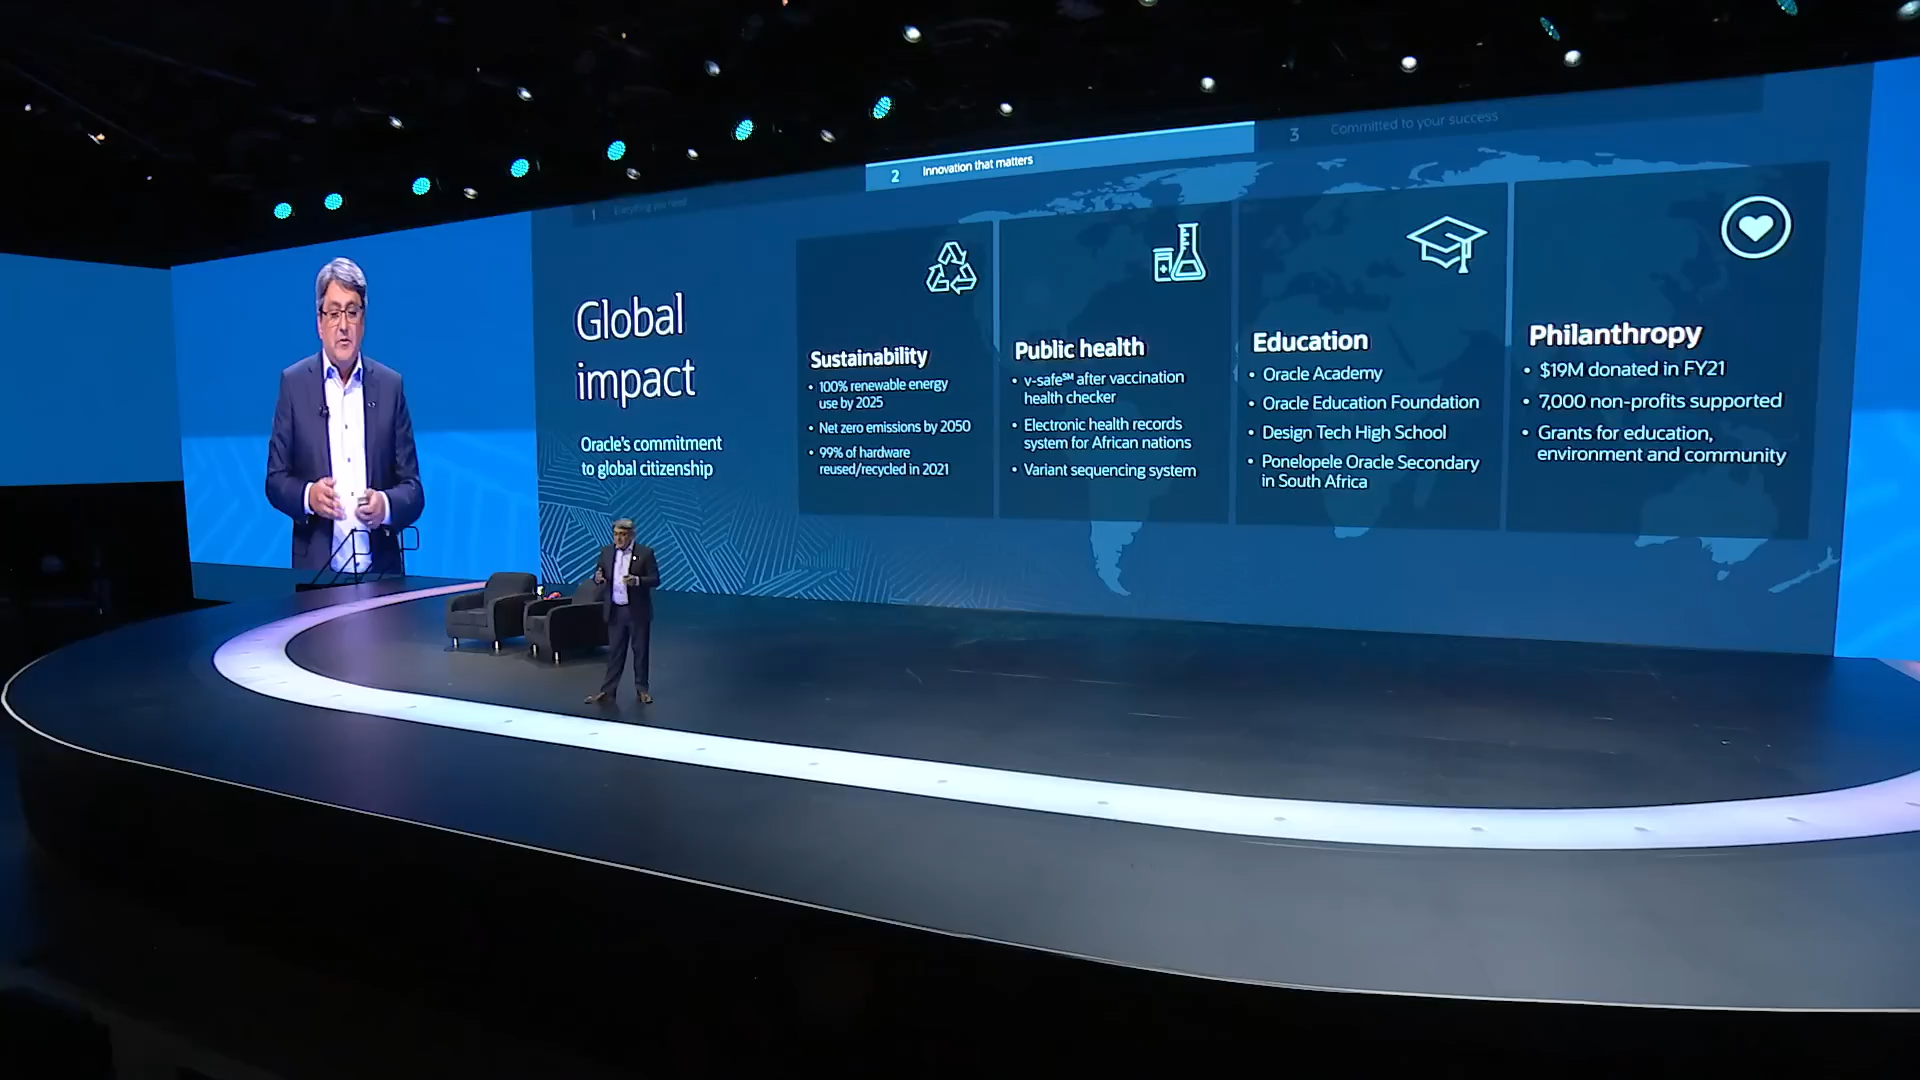 1 Everything you need
2 Innovation that matters
3 Committed to your success
Global
impact
Oracle's commitment
to global citizenship
Sustainability
• 100% renewable energy
use by 2025
• Net zero emissions by 2050
• 99% of hardware
reused/recycled in 2021
Public health
• v-safe℠ after vaccination
health checker
• Electronic health records
system for African nations
• Variant sequencing system
Education
• Oracle Academy
• Oracle Education Foundation
• Design Tech High School
• Ponelopele Oracle Secondary
in South Africa
Philanthropy
• $19M donated in FY21
• 7,000 non-profits supported
• Grants for education,
environment and community